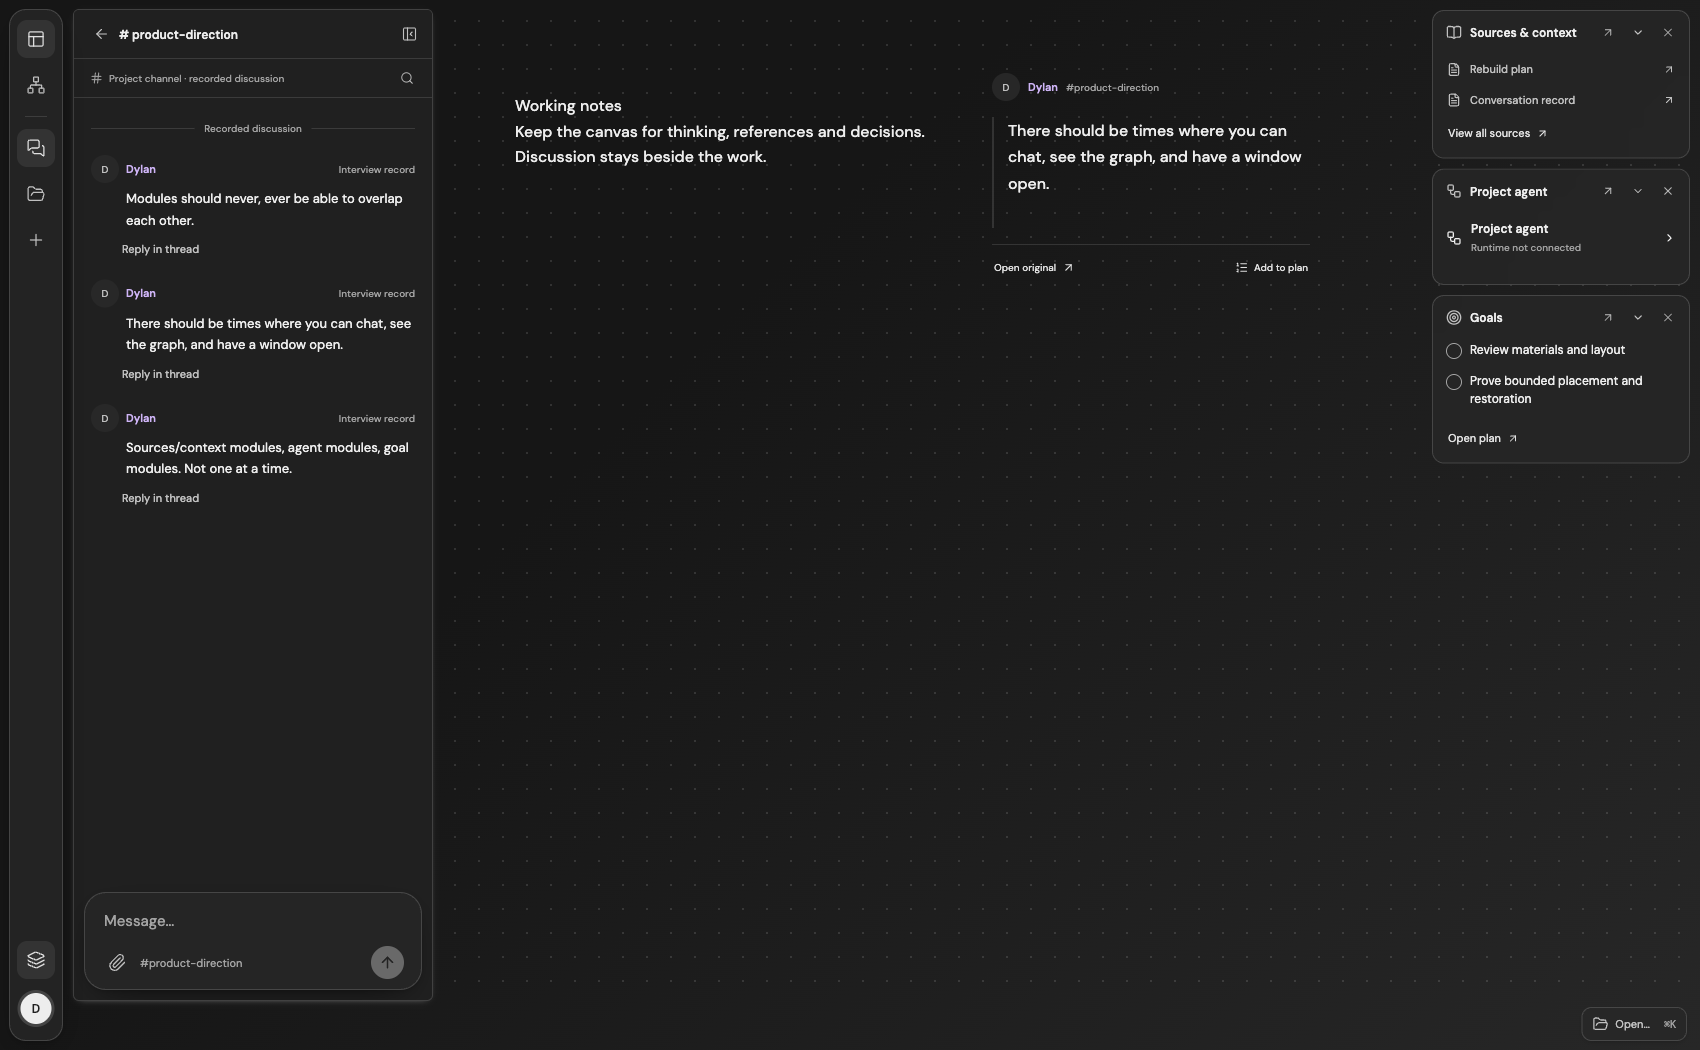 # product-direction
# Project channel · recorded discussion
Recorded discussion
D Dylan Interview record
Modules should never, ever be able to overlap
each other.
Reply in thread
D Dylan Interview record
There should be times where you can chat, see
the graph, and have a window open.
Reply in thread
D Dylan Interview record
Sources/context modules, agent modules, goal
modules. Not one at a time.
Reply in thread
Message...
#product-direction
D
Working notes
Keep the canvas for thinking, references and decisions.
Discussion stays beside the work.
D Dylan #product-direction
There should be times where you can
chat, see the graph, and have a window
open.
Open original Add to plan
Sources & context
Rebuild plan
Conversation record
View all sources
Project agent
Project agent
Runtime not connected
Goals
Review materials and layout
Prove bounded placement and
restoration
Open plan
Open... ⌘K